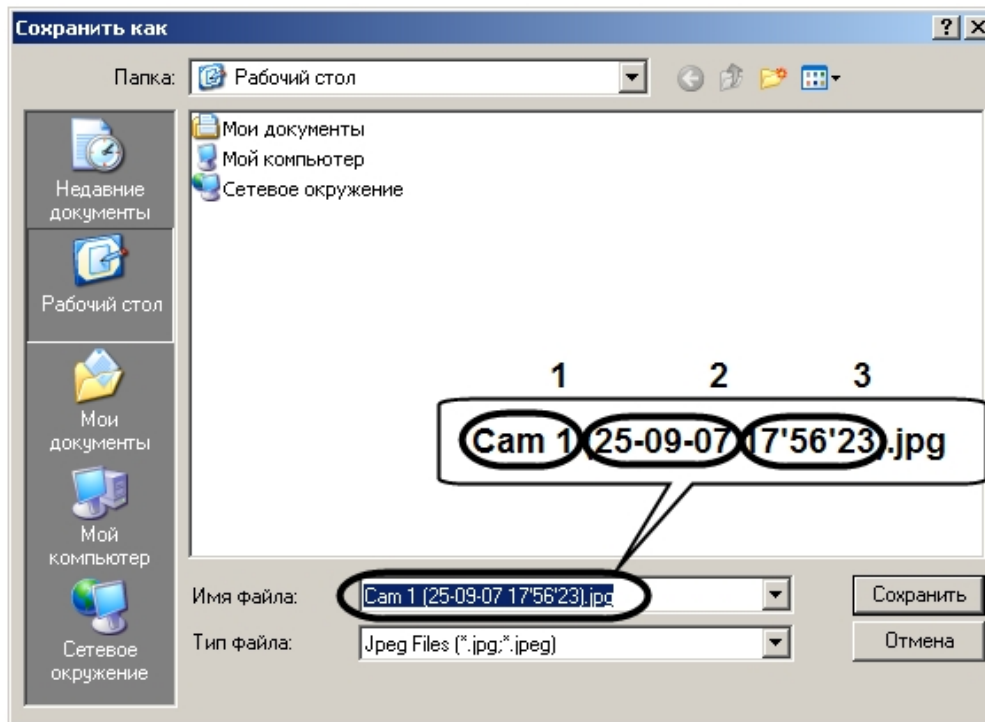 Сохранить как
Папка: Рабочий стол
Мои документы
Мой компьютер
Сетевое окружение
Недавние
документы
Рабочий стол
Мои
документы
Мой
компьютер
Сетевое
окружение
1 2 3
Cam 1 (25-09-07 17'56'23).jpg
Имя файла: Cam 1 (25-09-07 17'56'23).jpg
Сохранить
Тип файла: Jpeg Files (*.jpg;*.jpeg)
Отмена